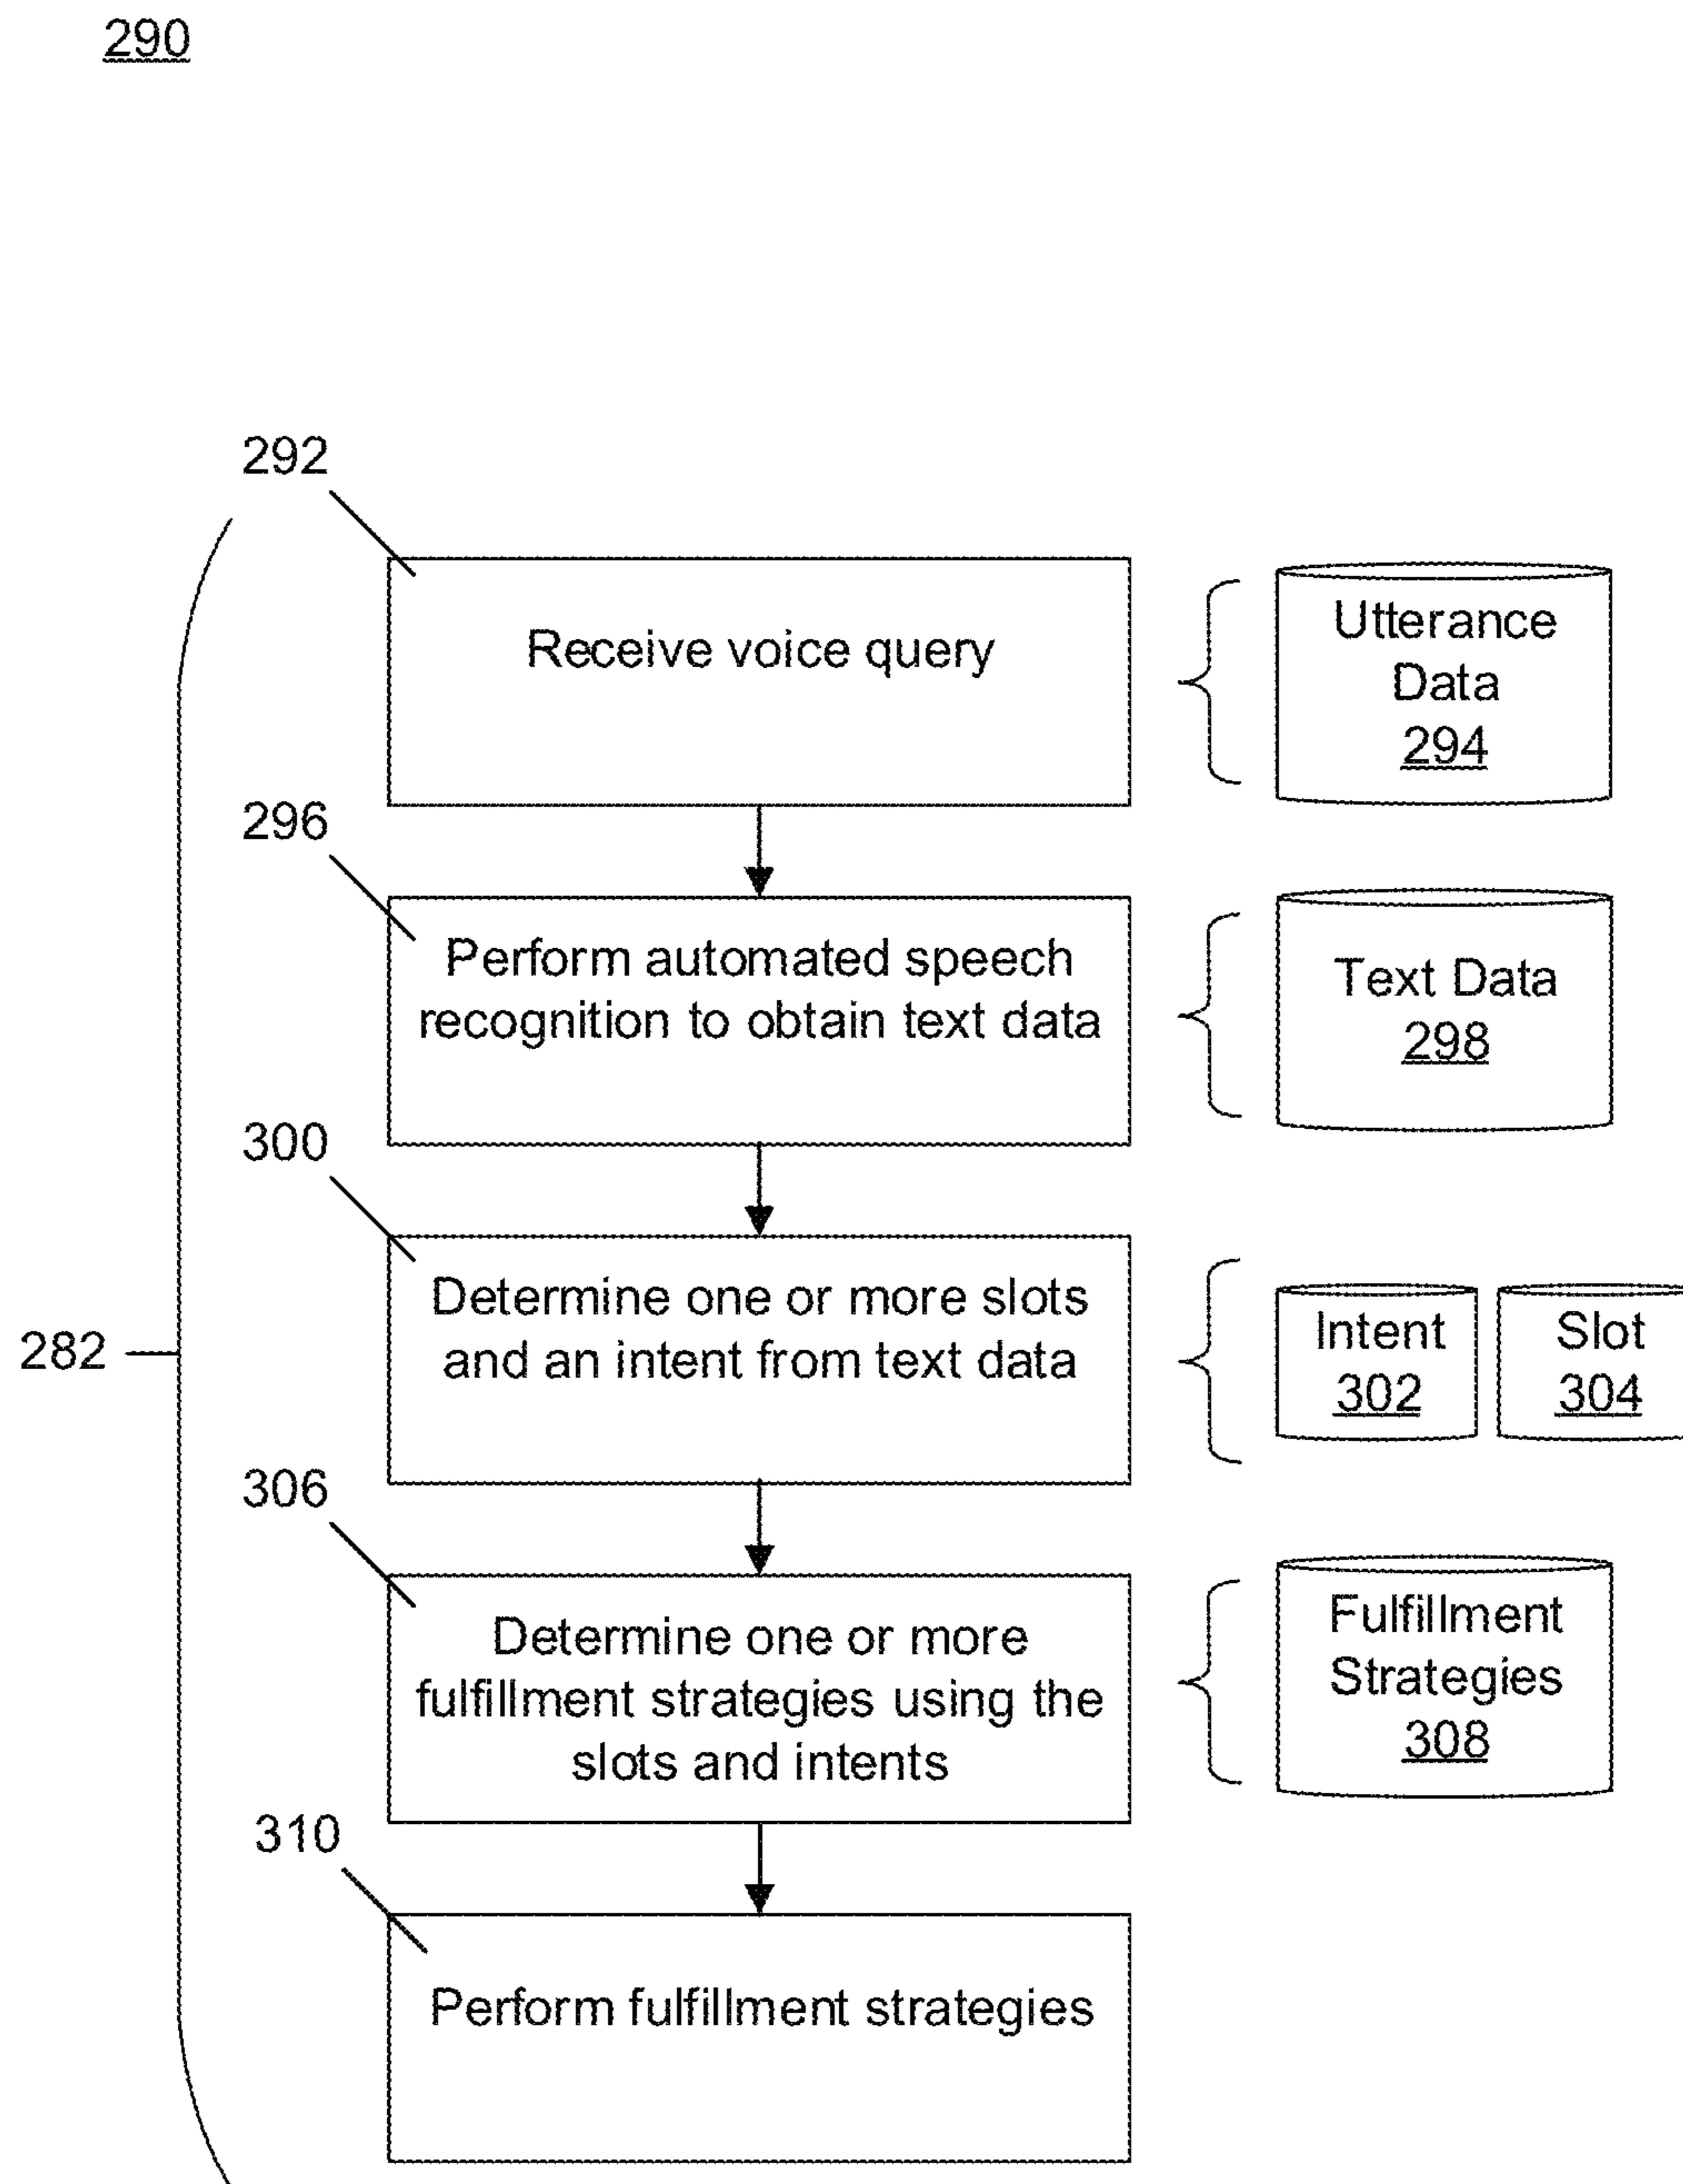 290
292
Receive voice query
Utterance
Data
294
296
Perform automated speech
recognition to obtain text data
Text Data
298
300
Determine one or more slots
and an intent from text data
Intent
302
Slot
304
282
306
Determine one or more
fulfillment strategies using the
slots and intents
Fulfillment
Strategies
308
310
Perform fulfillment strategies